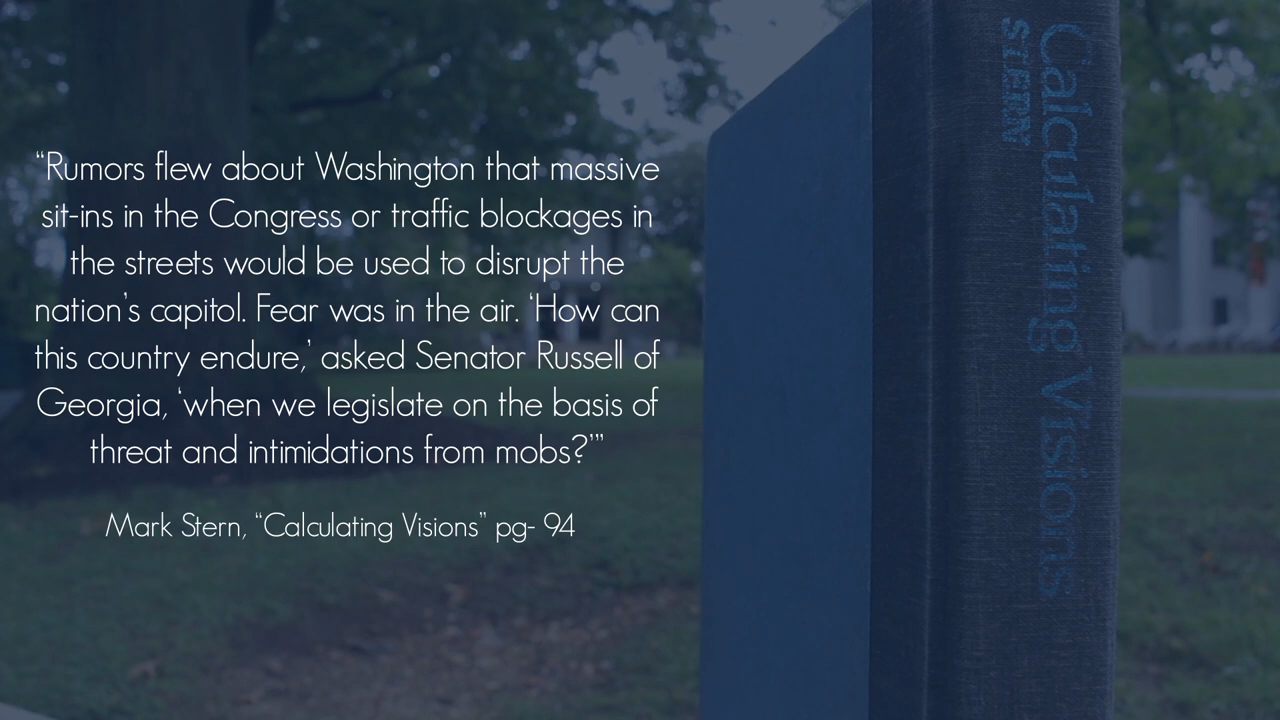 “Rumors flew about Washington that massive
sit-ins in the Congress or traffic blockages in
the streets would be used to disrupt the
nation’s capitol. Fear was in the air. ‘How can
this country endure,’ asked Senator Russell of
Georgia, ‘when we legislate on the basis of
threat and intimidations from mobs?’”
Mark Stern, “Calculating Visions” pg- 94
STERN
Calculating Visions